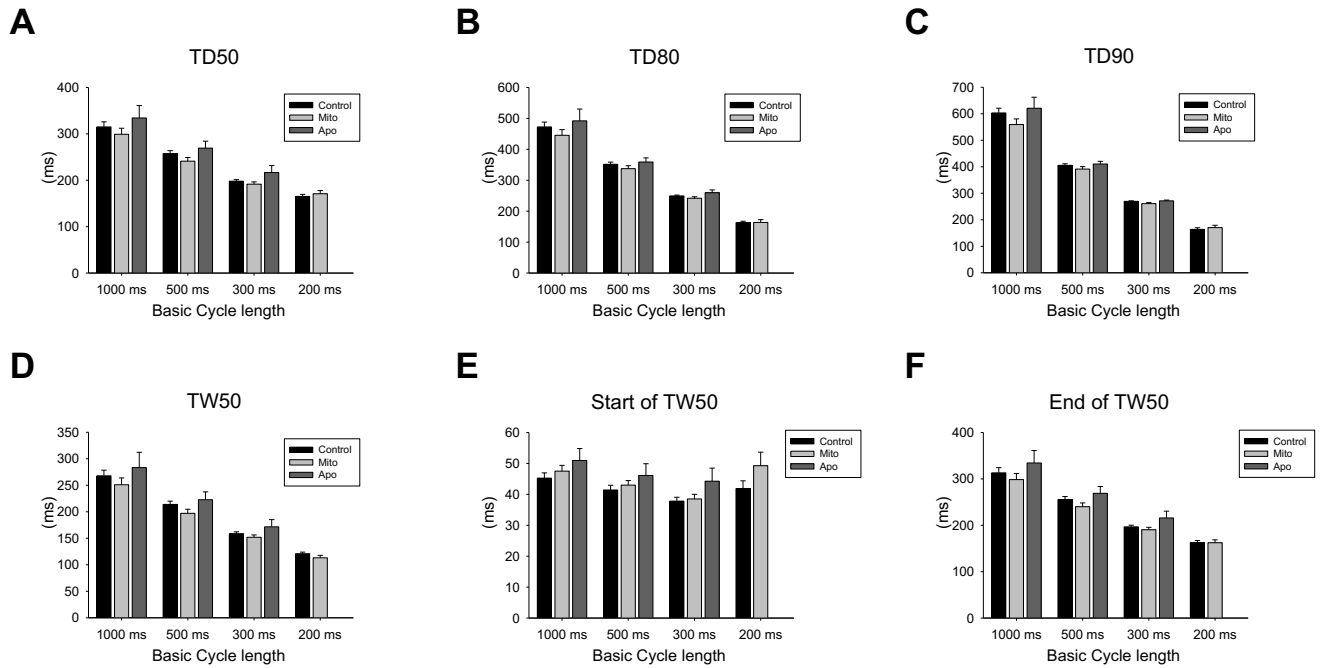 A
TD50
400
300
200
100
0
(ms)
Control
Mito
Apo
1000 ms 500 ms 300 ms 200 ms
Basic Cycle length
B
TD80
600
500
400
300
200
100
0
(ms)
Control
Mito
Apo
1000 ms 500 ms 300 ms 200 ms
Basic Cycle length
C
TD90
700
600
500
400
300
200
100
0
(ms)
Control
Mito
Apo
1000 ms 500 ms 300 ms 200 ms
Basic Cycle length
D
TW50
350
300
250
200
150
100
50
0
(ms)
Control
Mito
Apo
1000 ms 500 ms 300 ms 200 ms
Basic Cycle length
E
Start of TW50
60
50
40
30
20
10
0
(ms)
Control
Mito
Apo
1000 ms 500 ms 300 ms 200 ms
Basic Cycle length
F
End of TW50
400
300
200
100
0
(ms)
Control
Mito
Apo
1000 ms 500 ms 300 ms 200 ms
Basic Cycle length